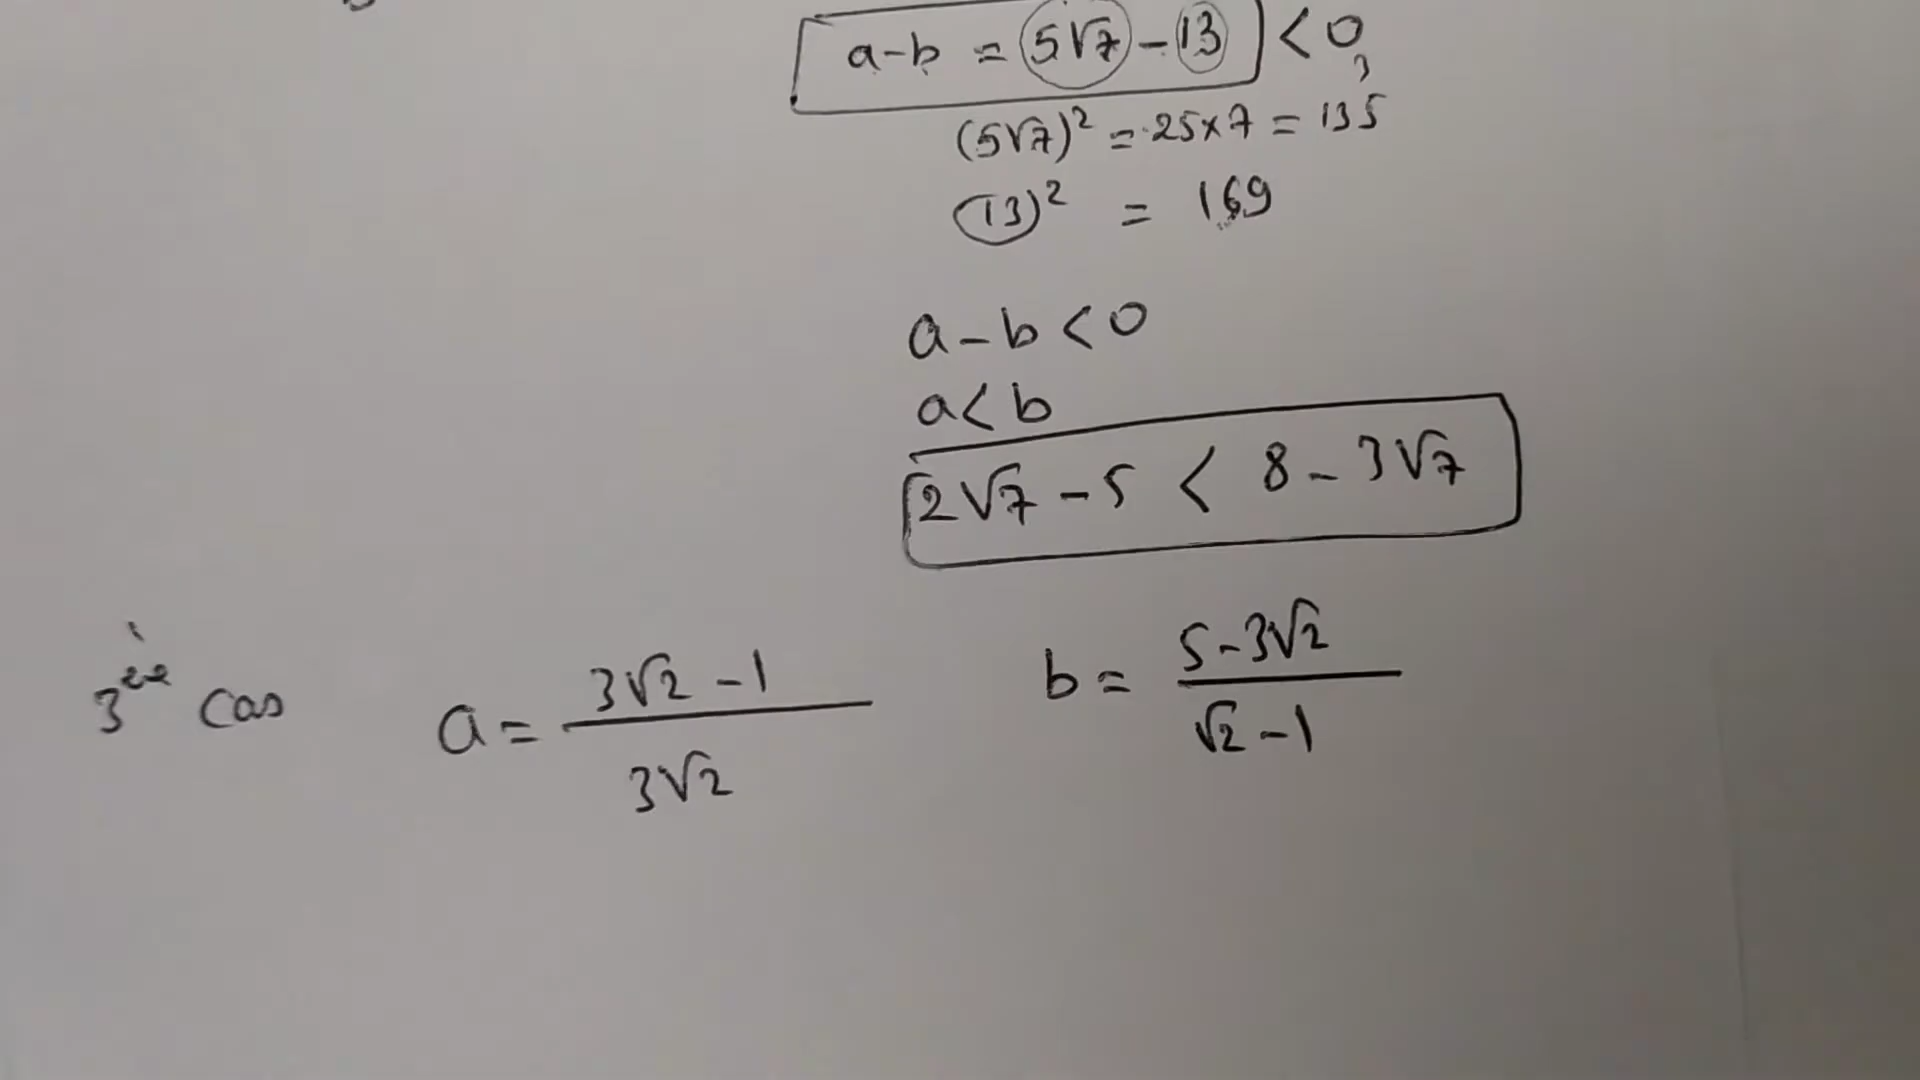 a-b = 5√7 - 13 < 0,
(5√7)² = 25×7 = 135
(13)² = 169
a-b < 0
a < b
2√7 - 5 < 8 - 3√7
3ère cas a = (3√2 - 1)/(3√2) b = (5-3√2)/(√2-1)